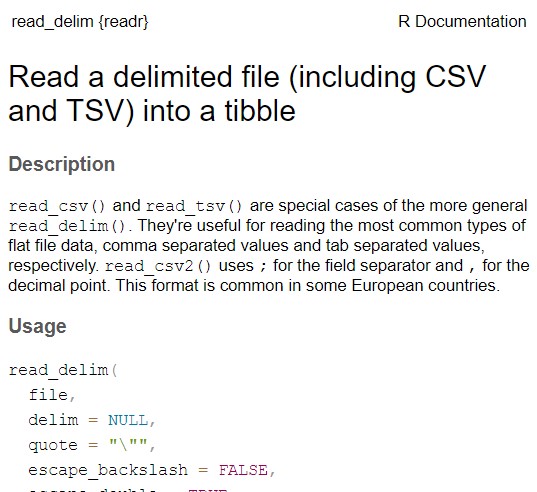 read_delim {readr} R Documentation
Read a delimited file (including CSV
and TSV) into a tibble
Description
read_csv() and read_tsv() are special cases of the more general
read_delim(). They're useful for reading the most common types of
flat file data, comma separated values and tab separated values,
respectively. read_csv2() uses ; for the field separator and , for the
decimal point. This format is common in some European countries.
Usage
read_delim(
file,
delim = NULL,
quote = "\"",
escape_backslash = FALSE,